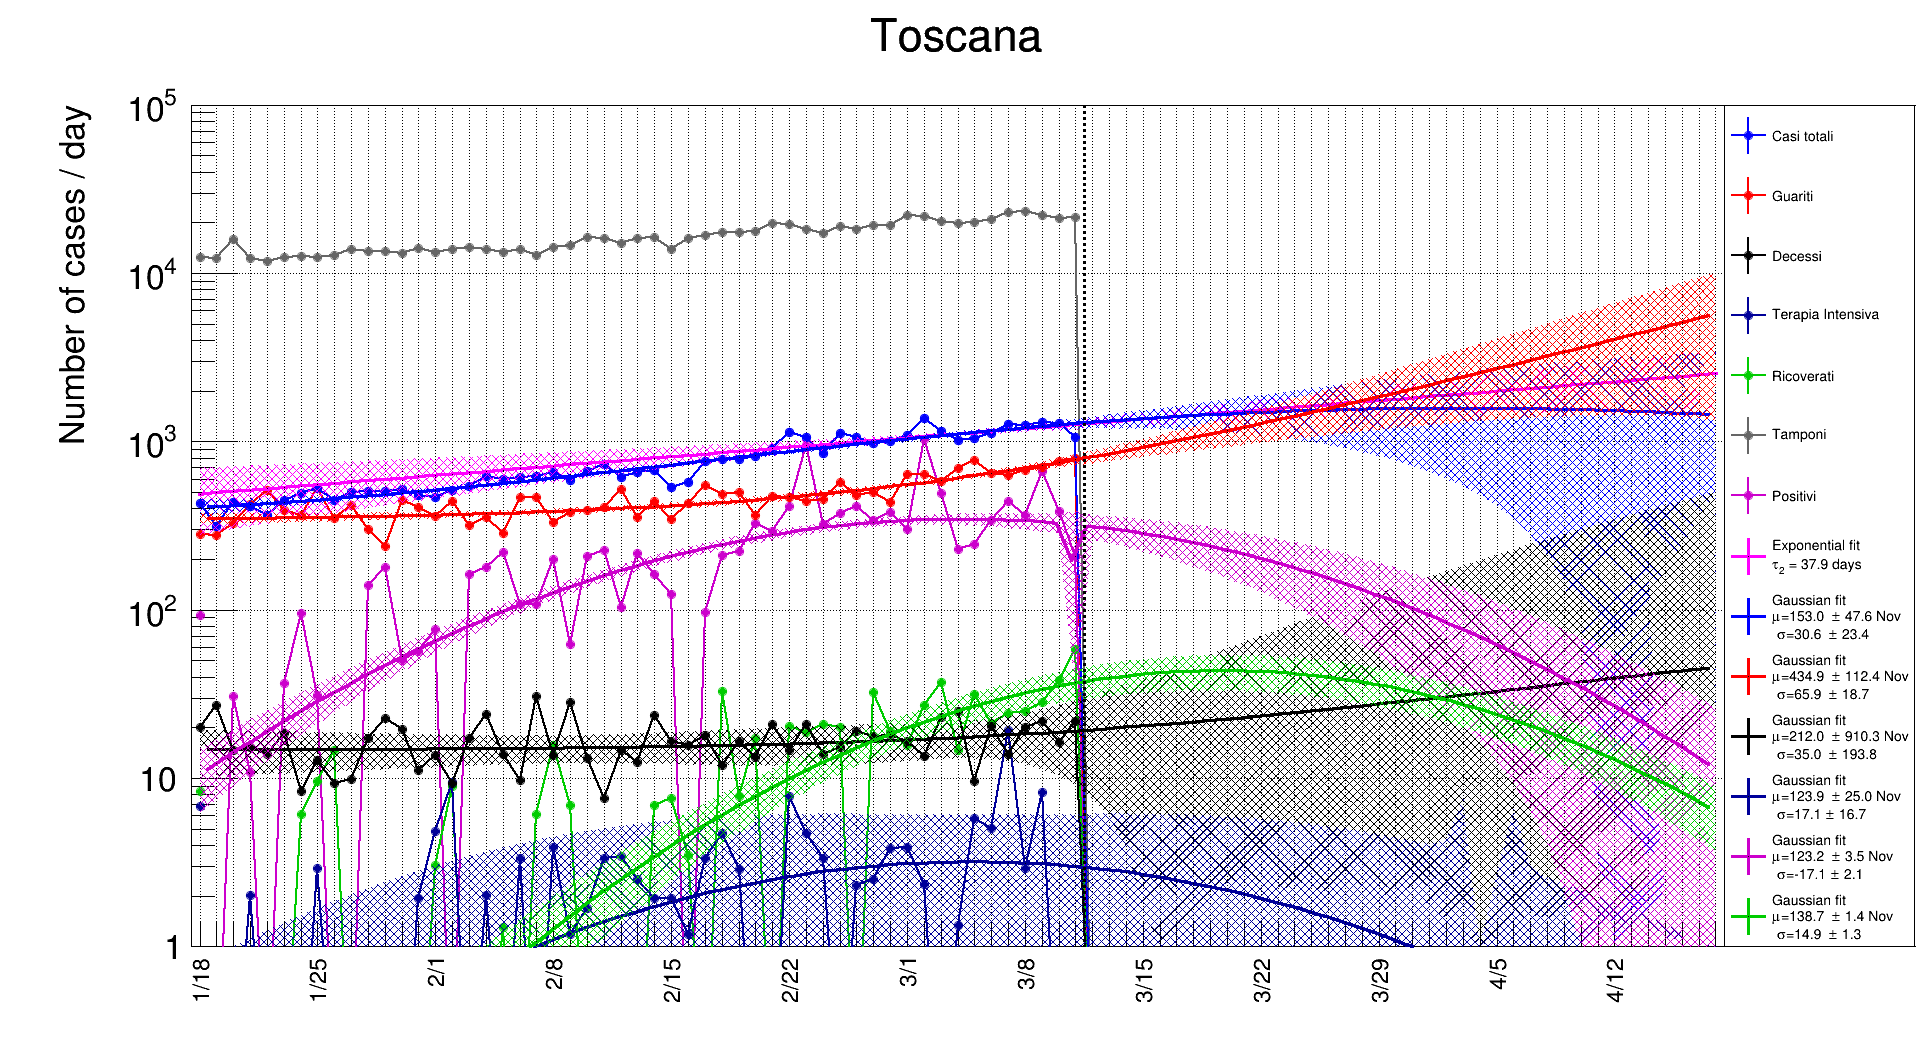 Toscana
Number of cases / day
10^5
10^4
10^3
10^2
10
1
1/18
1/25
2/1
2/8
2/15
2/22
3/1
3/8
3/15
3/22
3/29
4/5
4/12
Casi totali
Guariti
Decessi
Terapia Intensiva
Ricoverati
Tamponi
Positivi
Exponential fit
τ₂ = 37.9 days
Gaussian fit
μ=153.0 ± 47.6 Nov
σ=30.6 ± 23.4
Gaussian fit
μ=434.9 ± 112.4 Nov
σ=65.9 ± 18.7
Gaussian fit
μ=212.0 ± 910.3 Nov
σ=35.0 ± 193.8
Gaussian fit
μ=123.9 ± 25.0 Nov
σ=17.1 ± 16.7
Gaussian fit
μ=123.2 ± 3.5 Nov
σ=-17.1 ± 2.1
Gaussian fit
μ=138.7 ± 1.4 Nov
σ=14.9 ± 1.3